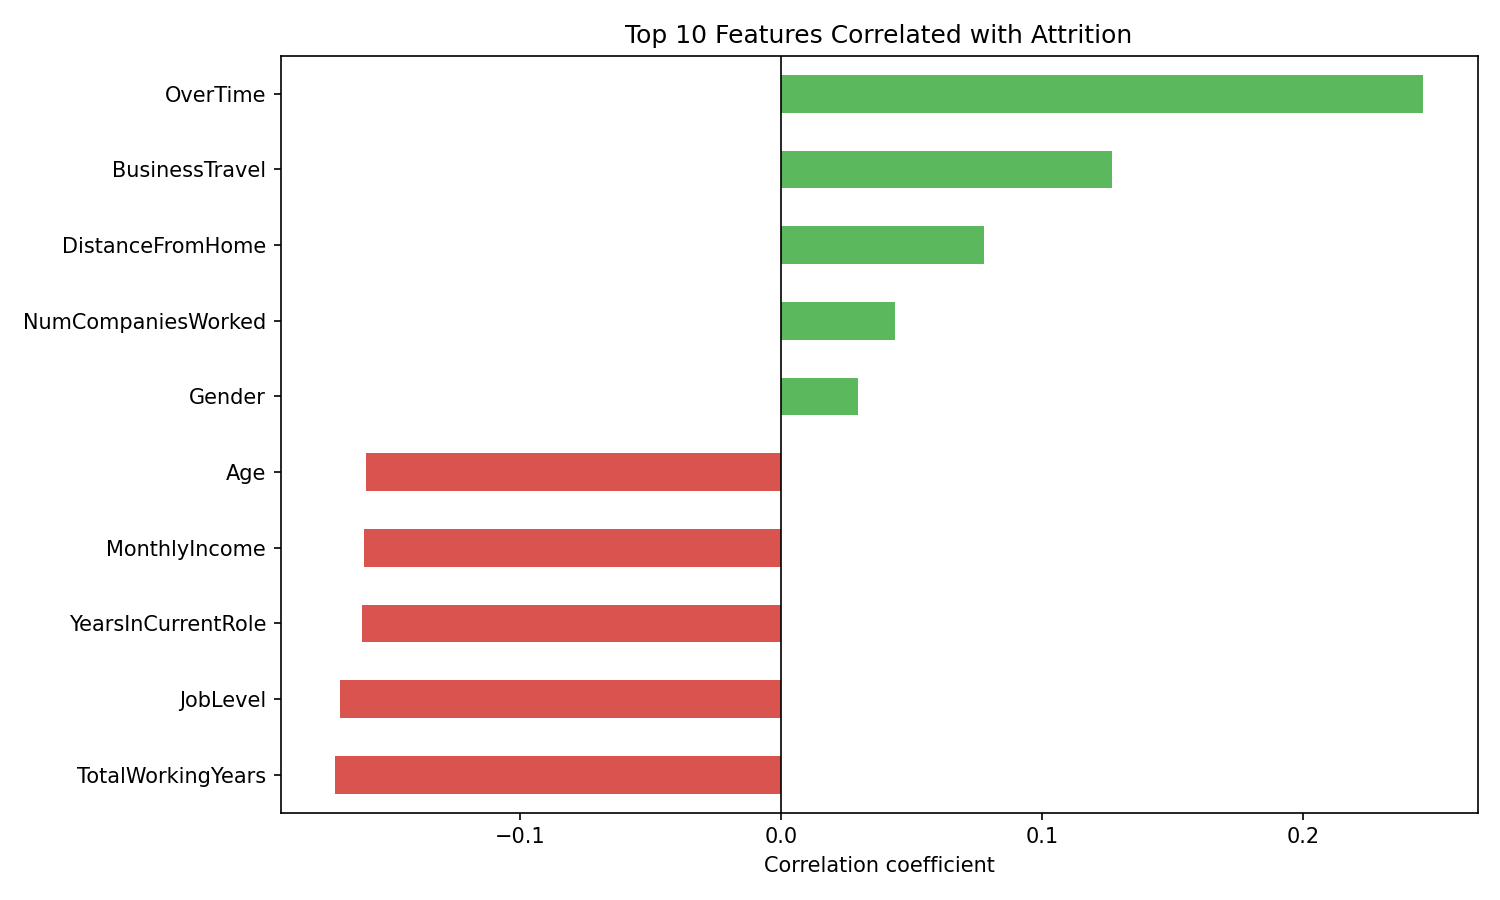 Top 10 Features Correlated with Attrition
OverTime
BusinessTravel
DistanceFromHome
NumCompaniesWorked
Gender
Age
MonthlyIncome
YearsInCurrentRole
JobLevel
TotalWorkingYears
−0.1 0.0 0.1 0.2
Correlation coefficient